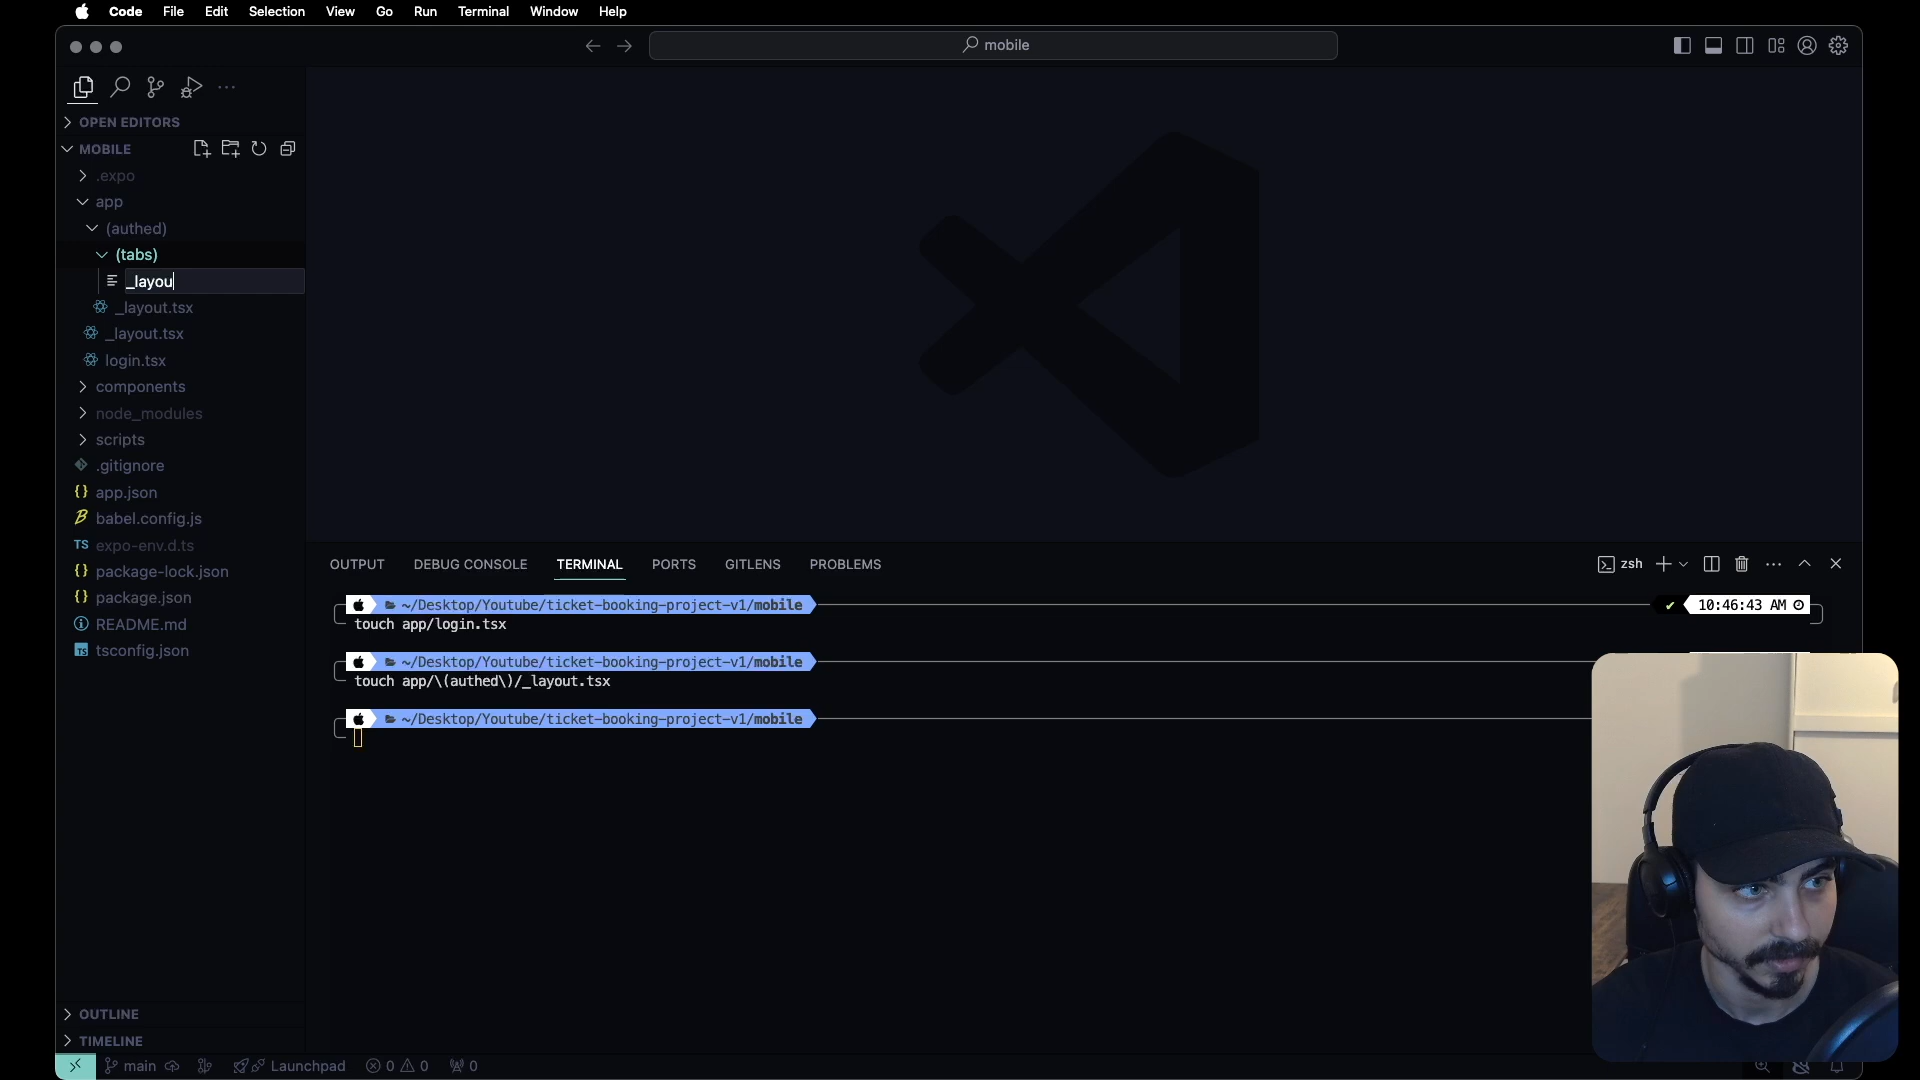 Code File Edit Selection View Go Run Terminal Window Help
mobile
OPEN EDITORS
MOBILE
.expo
app
(authed)
(tabs)
_layou
_layout.tsx
_layout.tsx
login.tsx
components
node_modules
scripts
.gitignore
app.json
babel.config.js
TS expo-env.d.ts
package-lock.json
package.json
README.md
TS tsconfig.json
OUTPUT DEBUG CONSOLE TERMINAL PORTS GITLENS PROBLEMS
zsh
~/Desktop/Youtube/ticket-booking-project-v1/mobile 10:46:43 AM
touch app/login.tsx
~/Desktop/Youtube/ticket-booking-project-v1/mobile
touch app/\(authed\)/_layout.tsx
~/Desktop/Youtube/ticket-booking-project-v1/mobile
OUTLINE
TIMELINE
main Launchpad 0 0 0